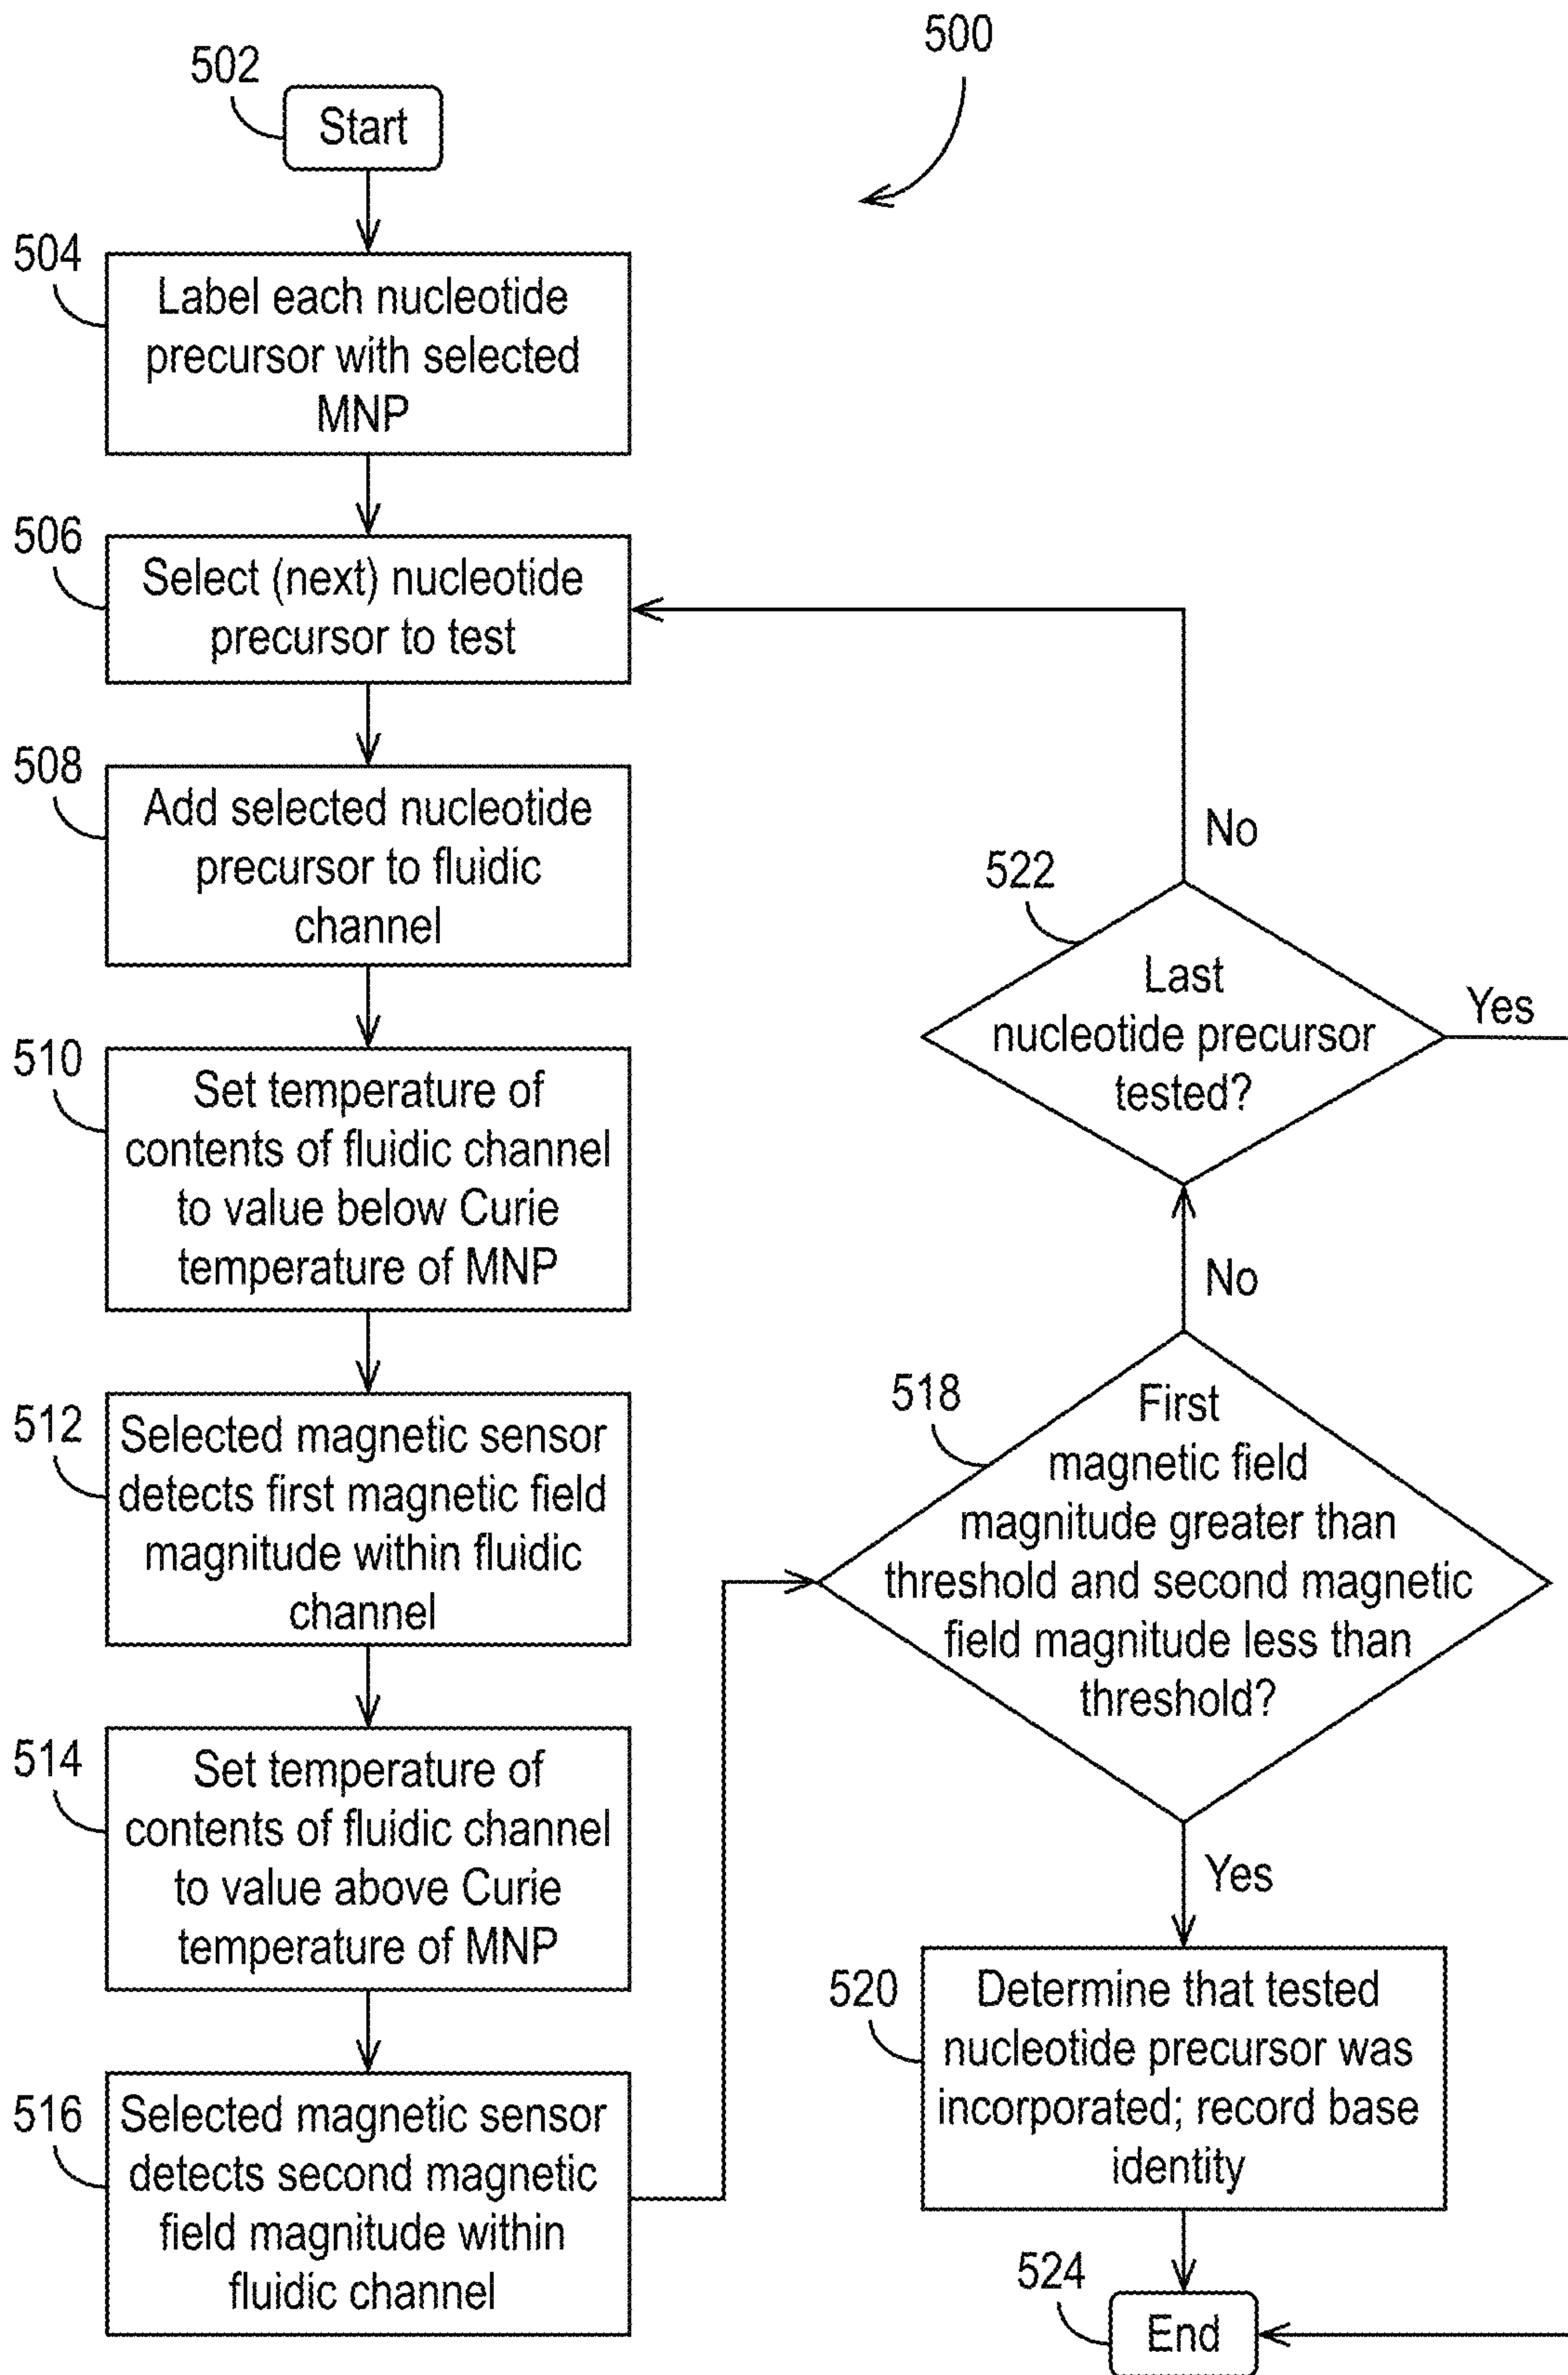 500
502
Start
504
Label each nucleotide
precursor with selected
MNP
506
Select (next) nucleotide
precursor to test
508
Add selected nucleotide
precursor to fluidic
channel
510
Set temperature of
contents of fluidic channel
to value below Curie
temperature of MNP
512
Selected magnetic sensor
detects first magnetic field
magnitude within fluidic
channel
514
Set temperature of
contents of fluidic channel
to value above Curie
temperature of MNP
516
Selected magnetic sensor
detects second magnetic
field magnitude within
fluidic channel
518
First
magnetic field
magnitude greater than
threshold and second magnetic
field magnitude less than
threshold?
No
Yes
522
Last
nucleotide precursor
tested?
No
Yes
520
Determine that tested
nucleotide precursor was
incorporated; record base
identity
524
End